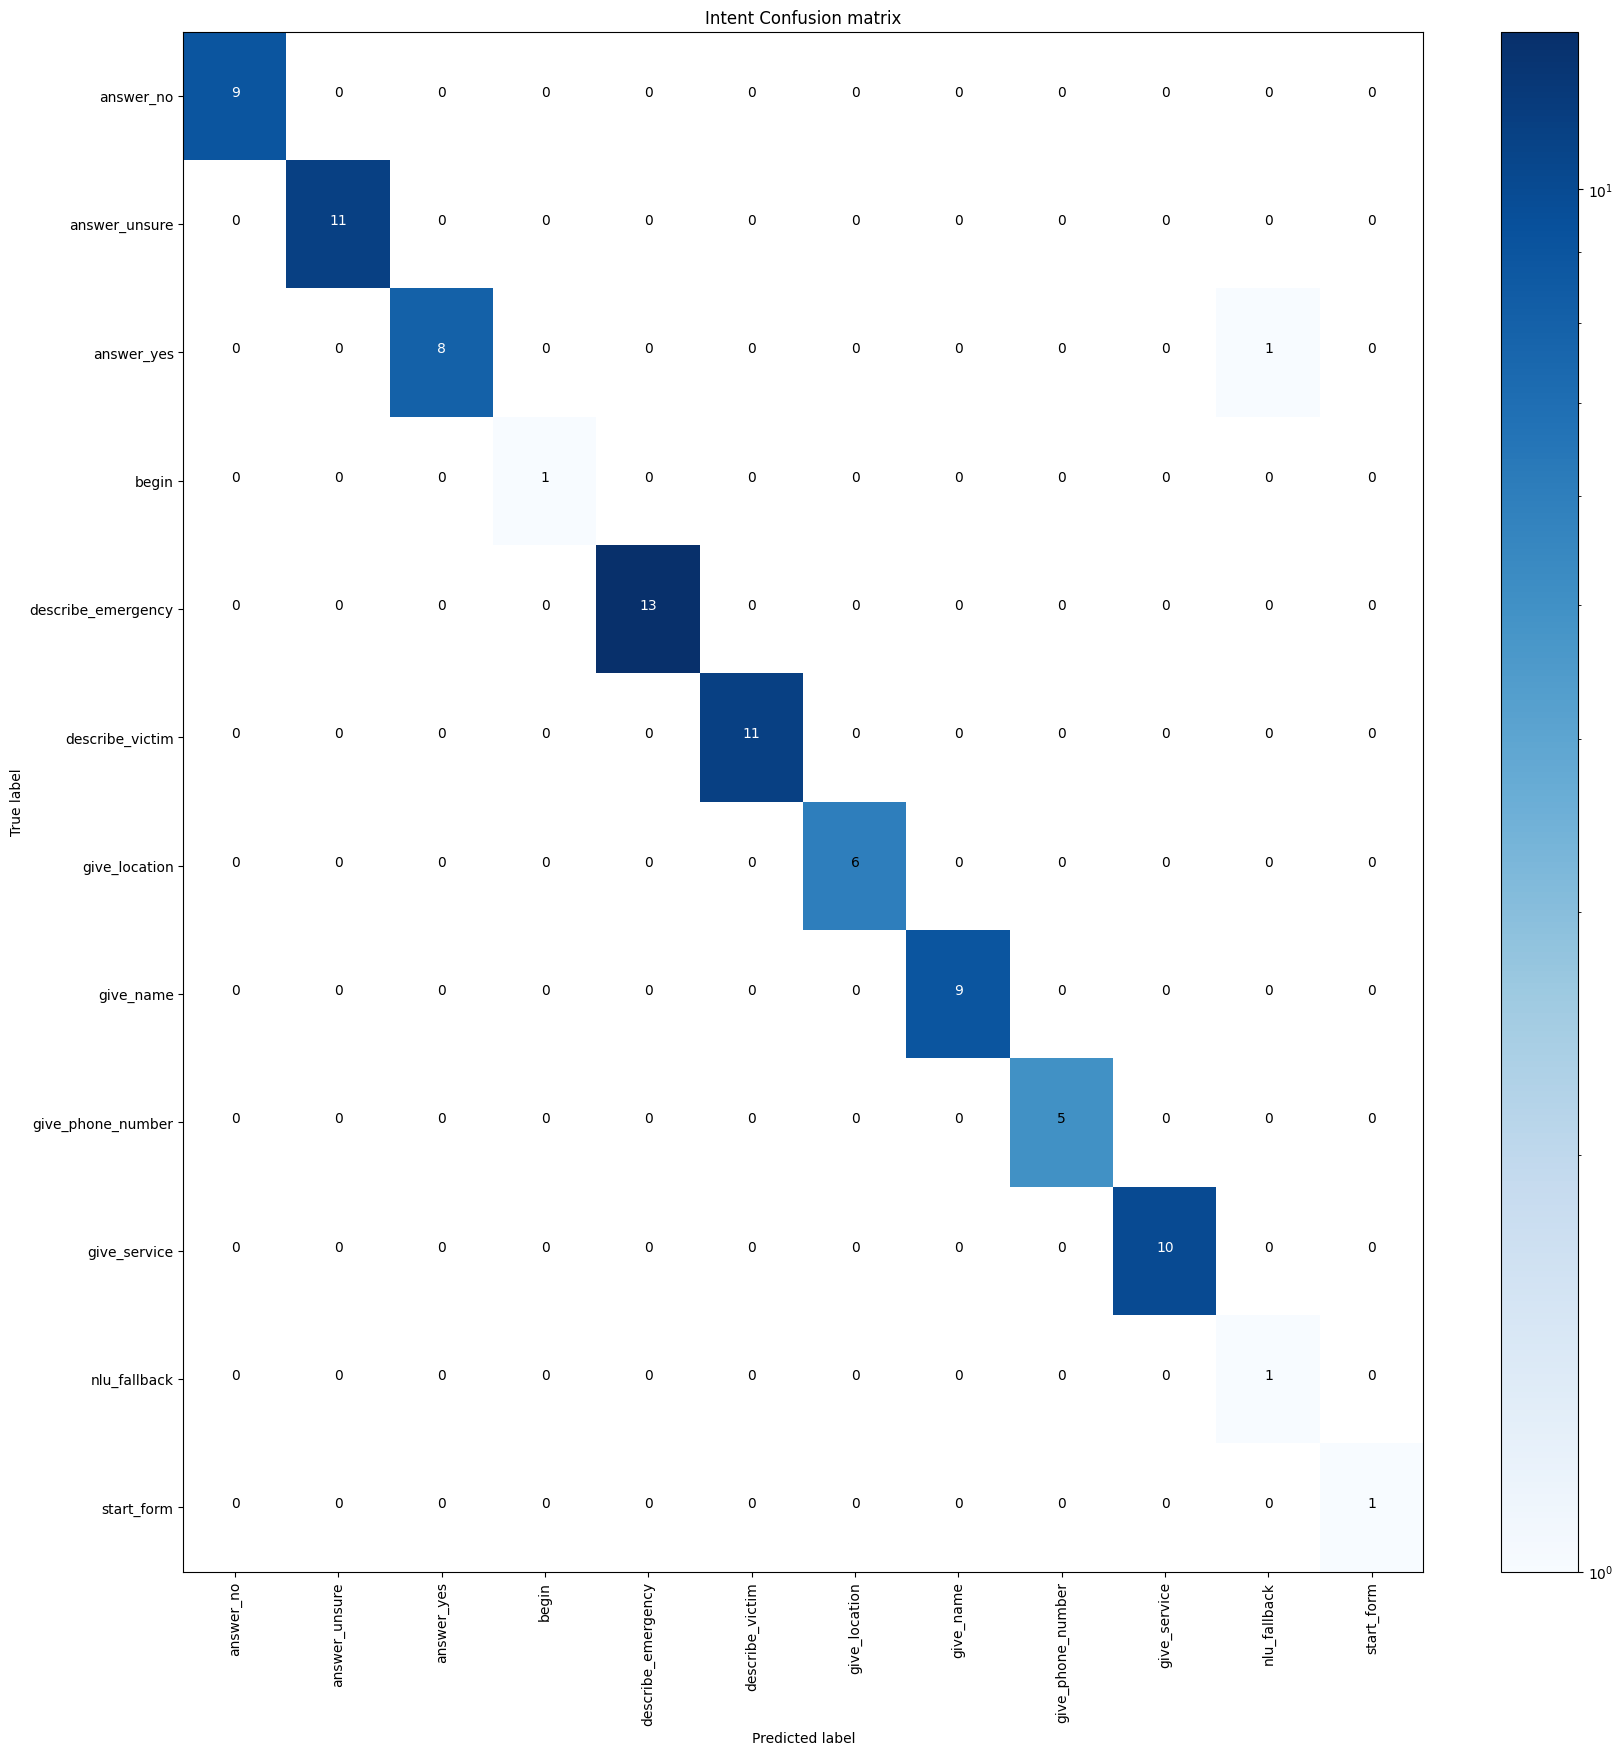 Intent Confusion matrix
answer_no 9 0 0 0 0 0 0 0 0 0 0 0
10¹
answer_unsure 0 11 0 0 0 0 0 0 0 0 0 0
answer_yes 0 0 8 0 0 0 0 0 0 0 1 0
begin 0 0 0 1 0 0 0 0 0 0 0 0
describe_emergency 0 0 0 0 13 0 0 0 0 0 0 0
describe_victim 0 0 0 0 0 11 0 0 0 0 0 0
True label
give_location 0 0 0 0 0 0 6 0 0 0 0 0
give_name 0 0 0 0 0 0 0 9 0 0 0 0
give_phone_number 0 0 0 0 0 0 0 0 5 0 0 0
give_service 0 0 0 0 0 0 0 0 0 10 0 0
nlu_fallback 0 0 0 0 0 0 0 0 0 0 1 0
start_form 0 0 0 0 0 0 0 0 0 0 0 1
10⁰
answer_no
answer_unsure
answer_yes
begin
describe_emergency
describe_victim
give_location
give_name
give_phone_number
give_service
nlu_fallback
start_form
Predicted label